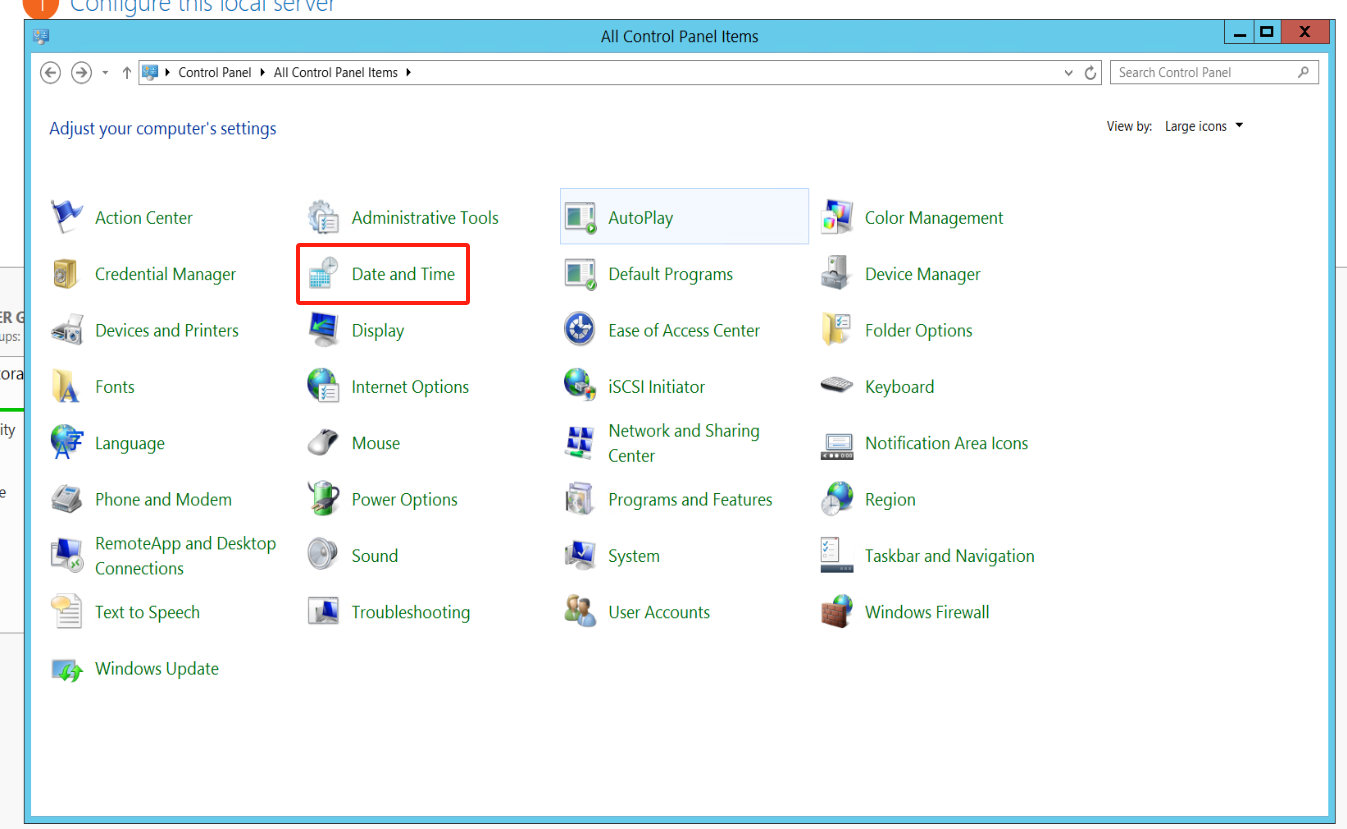 1 Configure this local server
All Control Panel Items
Control Panel All Control Panel Items
Search Control Panel
Adjust your computer's settings
View by: Large icons
Action Center
Administrative Tools
AutoPlay
Color Management
Credential Manager
Date and Time
Default Programs
Device Manager
ER G
Devices and Printers
Display
Ease of Access Center
Folder Options
ups:
tora
Fonts
Internet Options
iSCSI Initiator
Keyboard
ity
Language
Mouse
Network and Sharing
Center
Notification Area Icons
e
Phone and Modem
Power Options
Programs and Features
Region
RemoteApp and Desktop
Connections
Sound
System
Taskbar and Navigation
Text to Speech
Troubleshooting
User Accounts
Windows Firewall
Windows Update